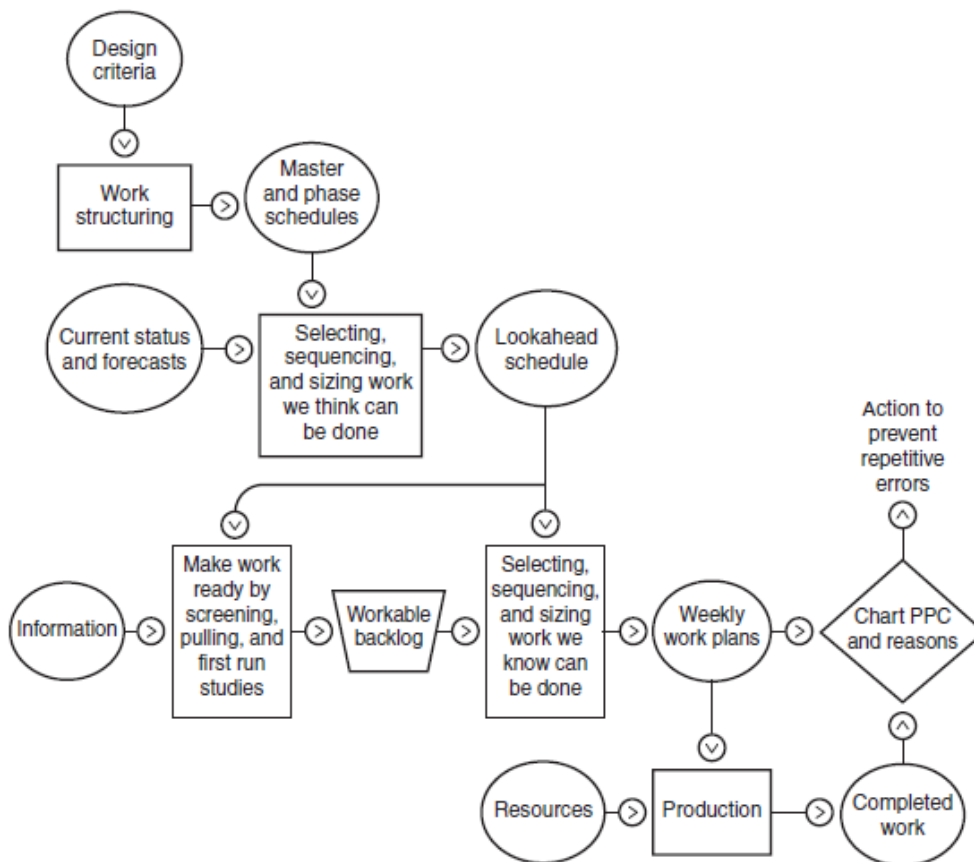 Design
criteria
Work
structuring
Master
and phase
schedules
Current status
and forecasts
Selecting,
sequencing,
and sizing work
we think can
be done
Lookahead
schedule
Action to
prevent
repetitive
errors
Information
Make work
ready by
screening,
pulling, and
first run
studies
Workable
backlog
Selecting,
sequencing,
and sizing
work we
know can
be done
Weekly
work plans
Chart PPC
and reasons
Resources
Production
Completed
work